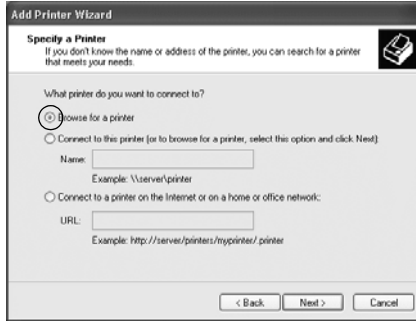 Add Printer Wizard
Specify a Printer
If you don't know the name or address of the printer, you can search for a printer
that meets your needs.
What printer do you want to connect to?
Browse for a printer
Connect to this printer (or to browse for a printer, select this option and click Next):
Name:
Example: \\server\printer
Connect to a printer on the Internet or on a home or office network:
URL:
Example: http://server/printers/myprinter/.printer
< Back
Next >
Cancel